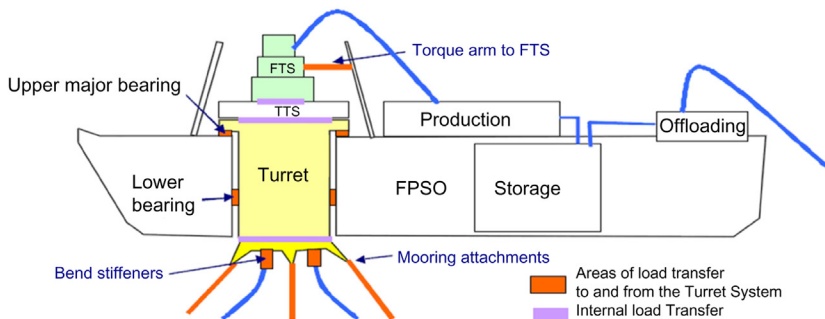 Torque arm to FTS
FTS
Upper major bearing
TTS
Production
Offloading
Turret
Lower
bearing
FPSO
Storage
Bend stiffeners
Mooring attachments
Areas of load transfer
to and from the Turret System
Internal load Transfer